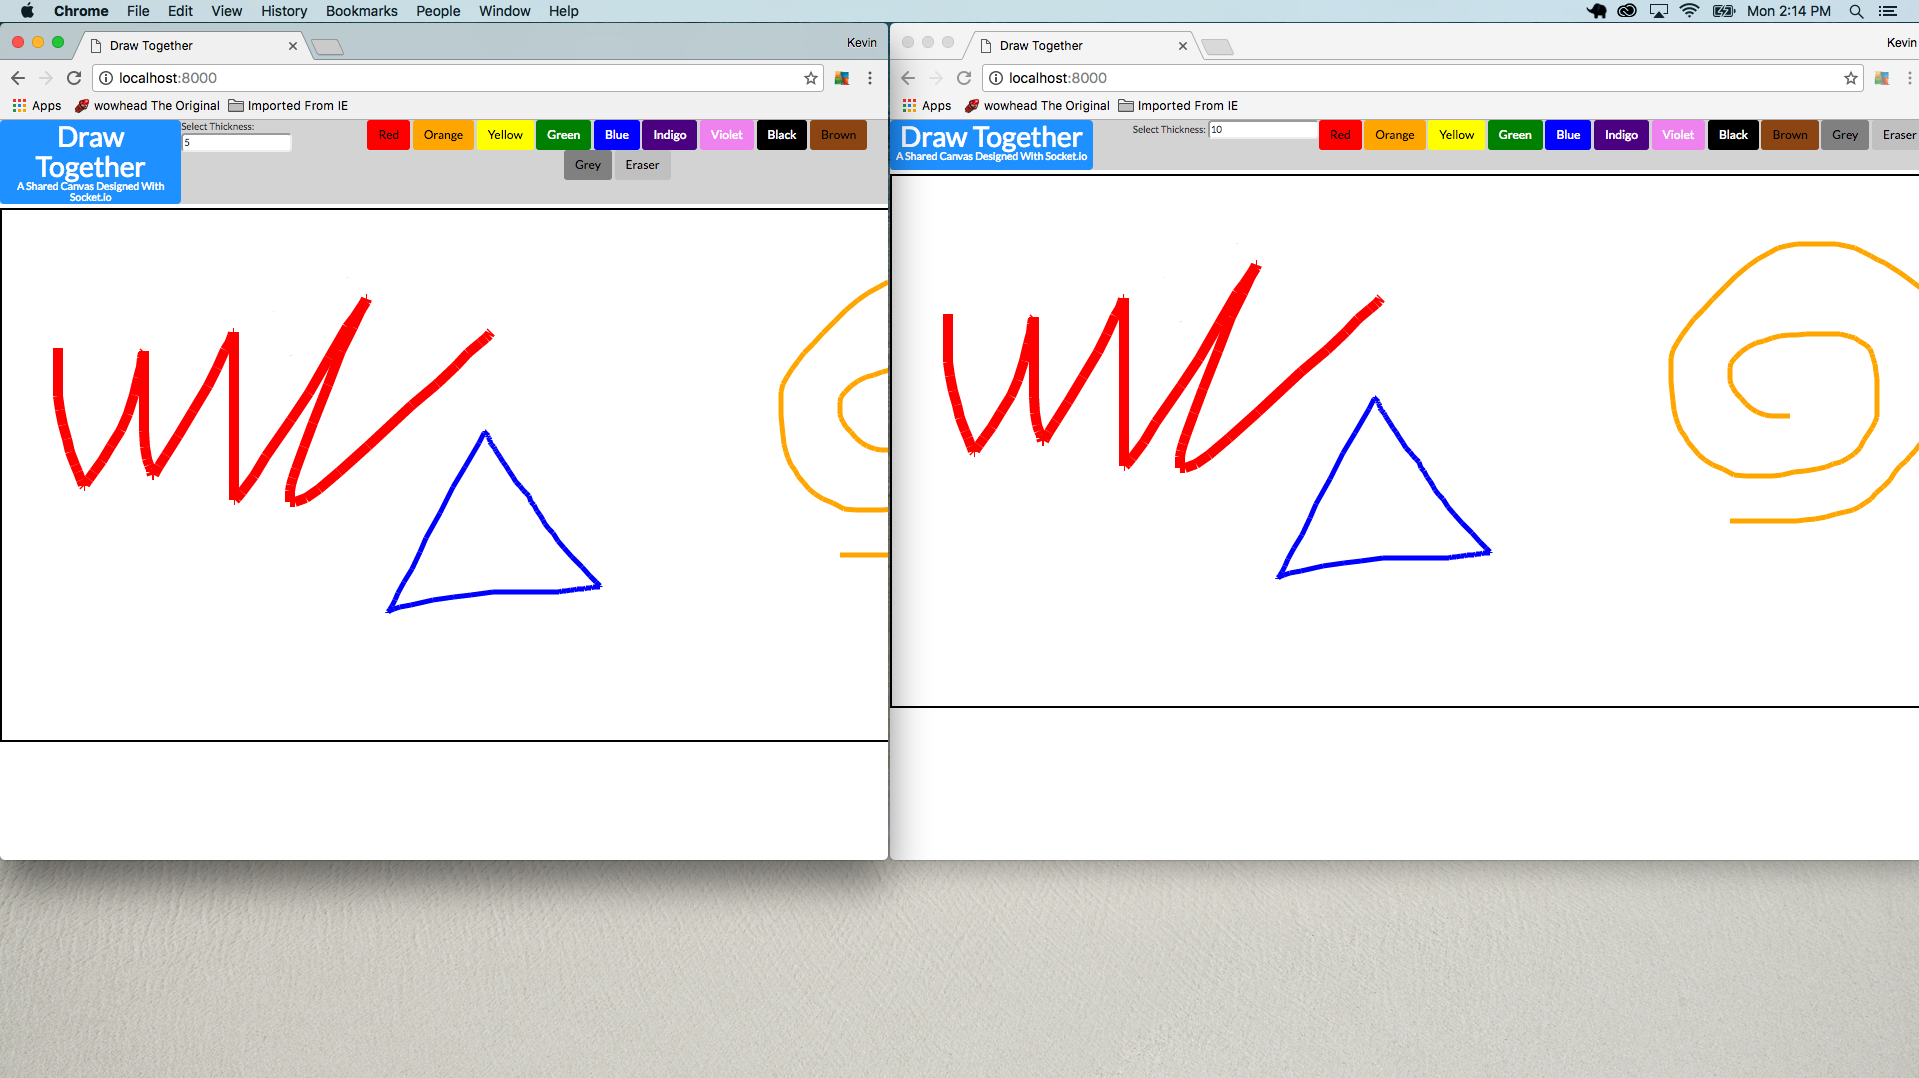 Chrome File Edit View History Bookmarks People Window Help Mon 2:14 PM
Draw Together Kevin
localhost:8000
Apps wowhead The Original Imported From IE
Draw
Together
A Shared Canvas Designed With
Socket.io
Select Thickness:
5
Red Orange Yellow Green Blue Indigo Violet Black Brown
Grey Eraser
Draw Together Kevin
localhost:8000
Apps wowhead The Original Imported From IE
Draw Together
A Shared Canvas Designed With Socket.io
Select Thickness: 10
Red Orange Yellow Green Blue Indigo Violet Black Brown Grey Eraser